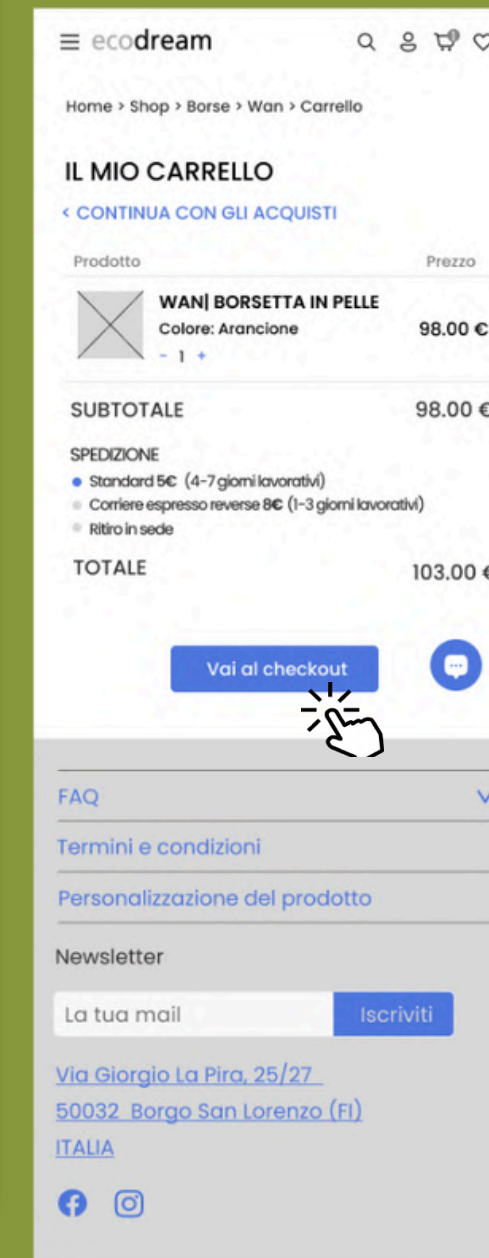 ecodream
Home > Shop > Borse > Wan > Carrello
IL MIO CARRELLO
< CONTINUA CON GLI ACQUISTI
Prodotto Prezzo
WAN| BORSETTA IN PELLE
Colore: Arancione 98.00 €
- 1 +
SUBTOTALE 98.00 €
SPEDIZIONE
Standard 5€ (4-7 giorni lavorativi)
Corriere espresso reverse 8€ (1-3 giorni lavorativi)
Ritiro in sede
TOTALE 103.00 €
Vai al checkout
FAQ
Termini e condizioni
Personalizzazione del prodotto
Newsletter
La tua mail Iscriviti
Via Giorgio La Pira, 25/27
50032 Borgo San Lorenzo (FI)
ITALIA